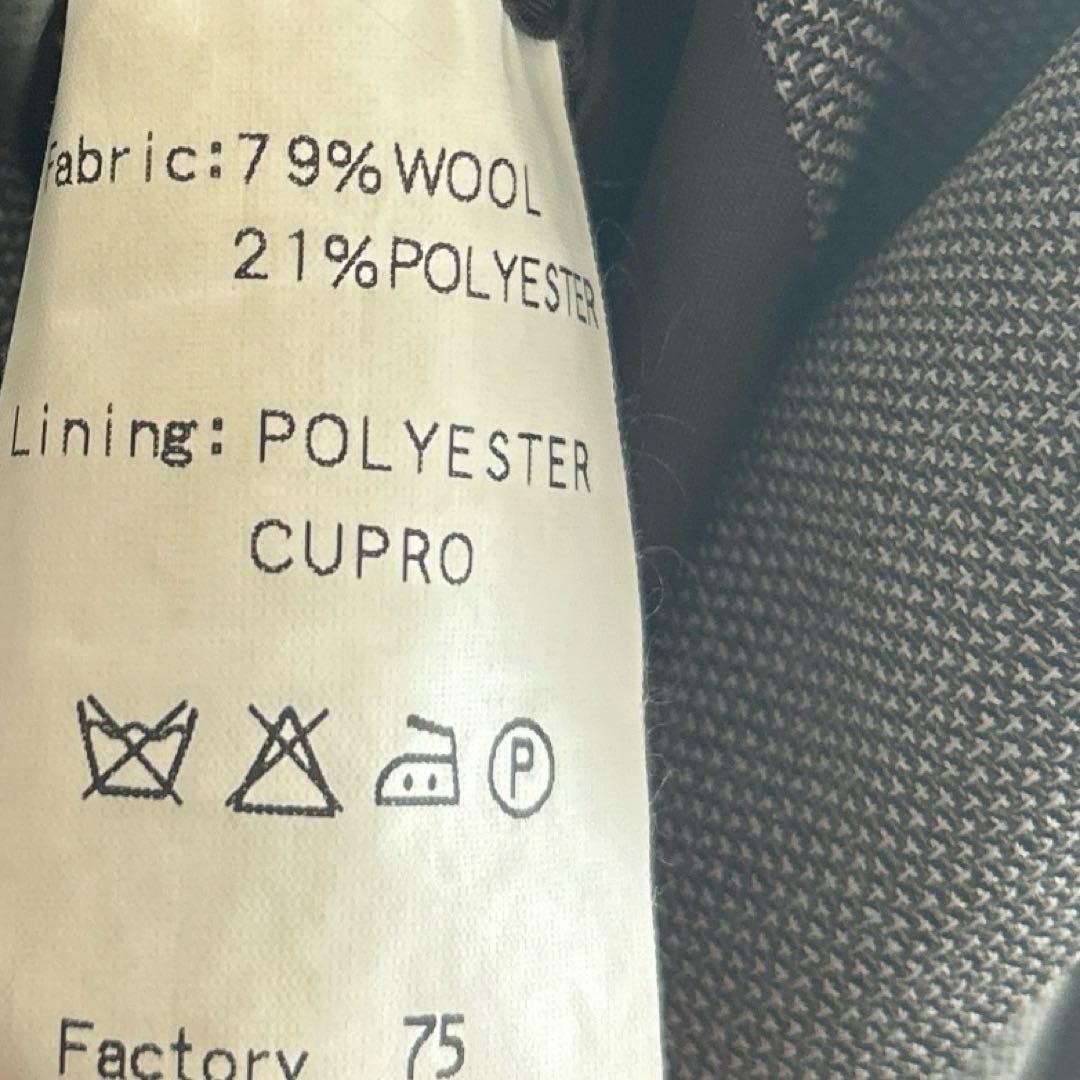 Fabric:79%WOOL
21%POLYESTER
Lining:POLYESTER
CUPRO
P
Factory 75